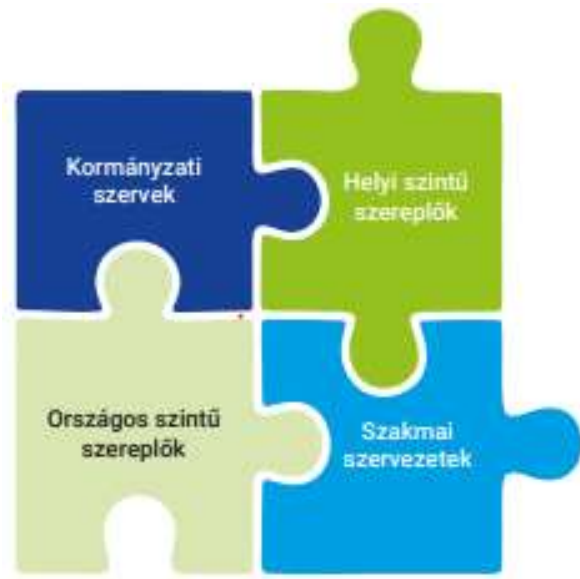 Kormányzati
szervek
Helyi szintű
szereplők
Országos szintű
szereplők
Szakmai
szervezetek